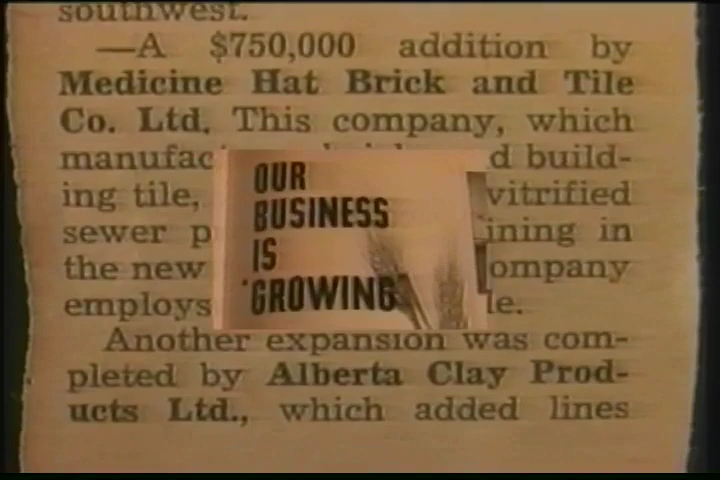 southwest.
—A $750,000 addition by
Medicine Hat Brick and Tile
Co. Ltd. This company, which
manufac d build-
ing tile, vitrified
sewer p ining in
the new ompany
employs le.
Another expansion was com-
pleted by Alberta Clay Prod-
ucts Ltd., which added lines
OUR
BUSINESS
IS
'GROWING'